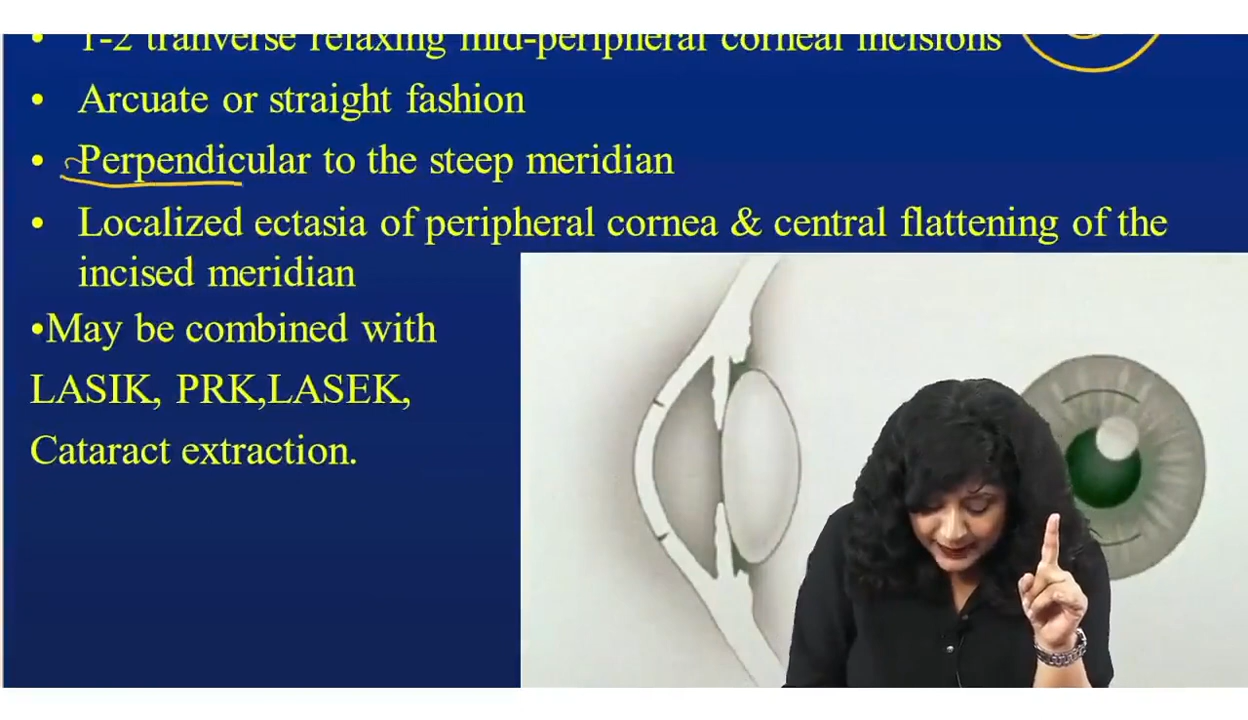 • 1-2 tranverse relaxing mid-peripheral corneal incisions
• Arcuate or straight fashion
• Perpendicular to the steep meridian
• Localized ectasia of peripheral cornea & central flattening of the
incised meridian
•May be combined with
LASIK, PRK,LASEK,
Cataract extraction.